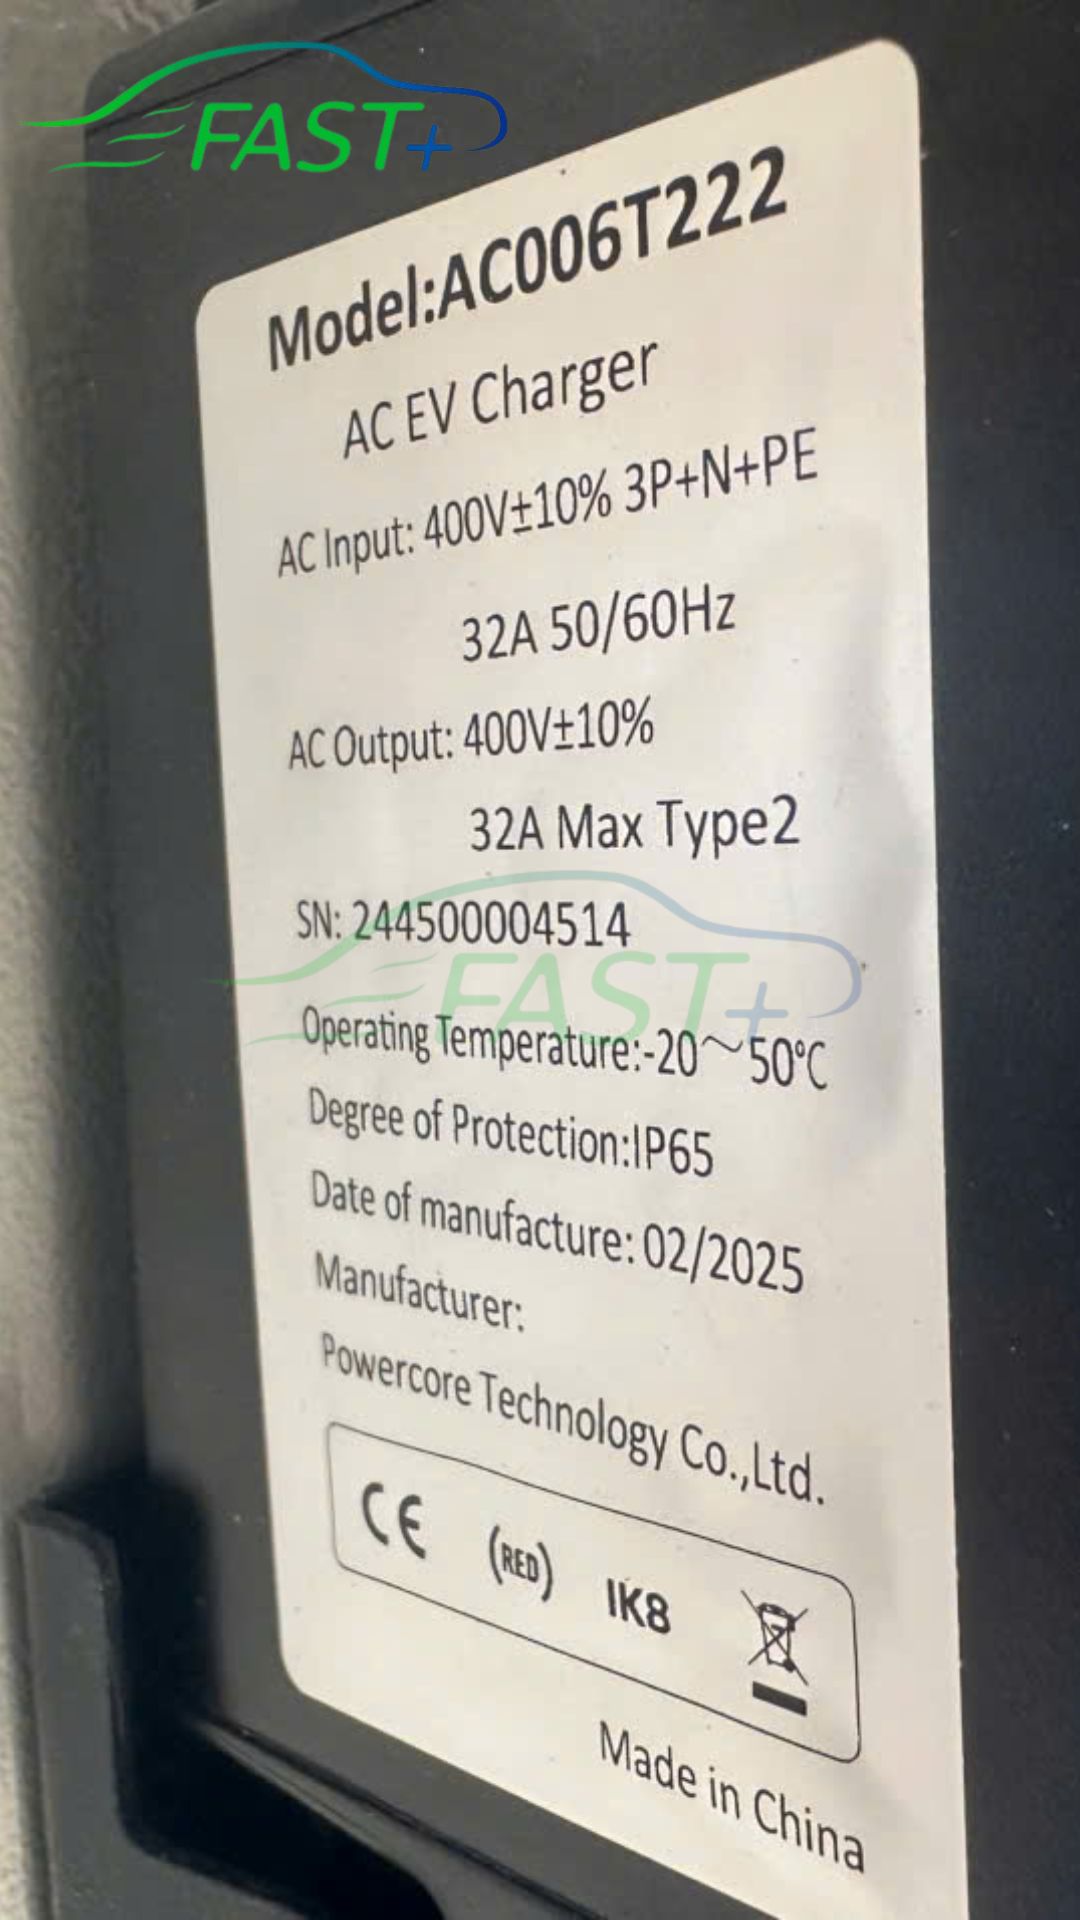 FAST+
Model:AC006T222
AC EV Charger
AC Input: 400V±10% 3P+N+PE
32A 50/60Hz
AC Output: 400V±10%
32A Max Type2
SN: 244500004514
FAST+
Operating Temperature:-20～50℃
Degree of Protection:IP65
Date of manufacture: 02/2025
Manufacturer:
Powercore Technology Co.,Ltd.
CE (RED) IK8
Made in China